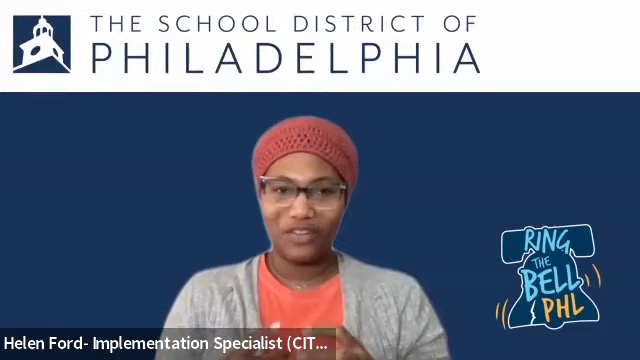 THE SCHOOL DISTRICT OF
PHILADELPHIA
RING
THE
BELL
PHL
Helen Ford- Implementation Specialist (CIT...